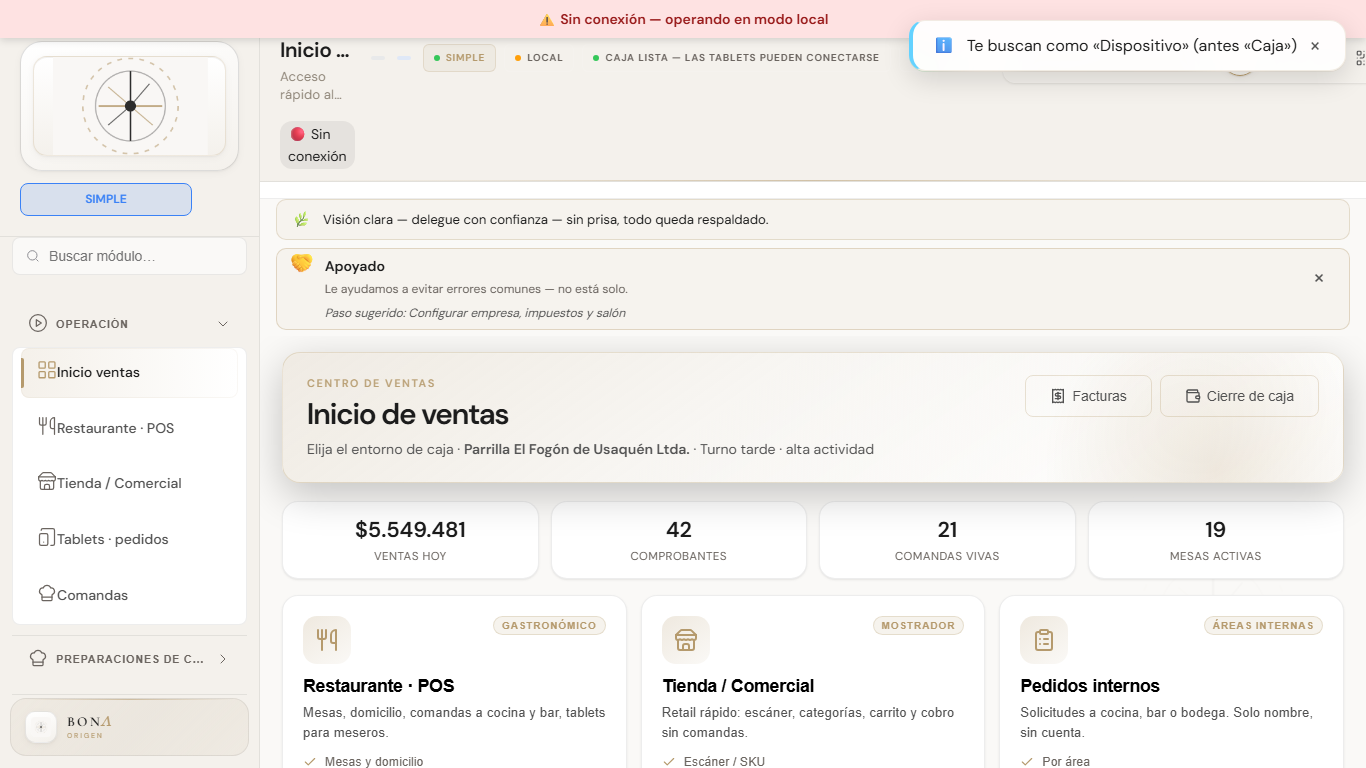 ⚠️ Sin conexión — operando en modo local
Te buscan como «Dispositivo» (antes «Caja») ×
Inicio ...
Acceso
rápido al...
SIMPLE
LOCAL
CAJA LISTA — LAS TABLETS PUEDEN CONECTARSE
Sin
conexión
SIMPLE
Buscar módulo…
OPERACIÓN
Inicio ventas
Restaurante · POS
Tienda / Comercial
Tablets · pedidos
Comandas
PREPARACIONES DE C...
BONA
ORIGEN
Visión clara — delegue con confianza — sin prisa, todo queda respaldado.
Apoyado
Le ayudamos a evitar errores comunes — no está solo.
Paso sugerido: Configurar empresa, impuestos y salón
×
CENTRO DE VENTAS
Inicio de ventas
Elija el entorno de caja · Parrilla El Fogón de Usaquén Ltda. · Turno tarde · alta actividad
Facturas
Cierre de caja
$5.549.481
VENTAS HOY
42
COMPROBANTES
21
COMANDAS VIVAS
19
MESAS ACTIVAS
GASTRONÓMICO
Restaurante · POS
Mesas, domicilio, comandas a cocina y bar, tablets
para meseros.
Mesas y domicilio
MOSTRADOR
Tienda / Comercial
Retail rápido: escáner, categorías, carrito y cobro
sin comandas.
Escáner / SKU
ÁREAS INTERNAS
Pedidos internos
Solicitudes a cocina, bar o bodega. Solo nombre,
sin cuenta.
Por área